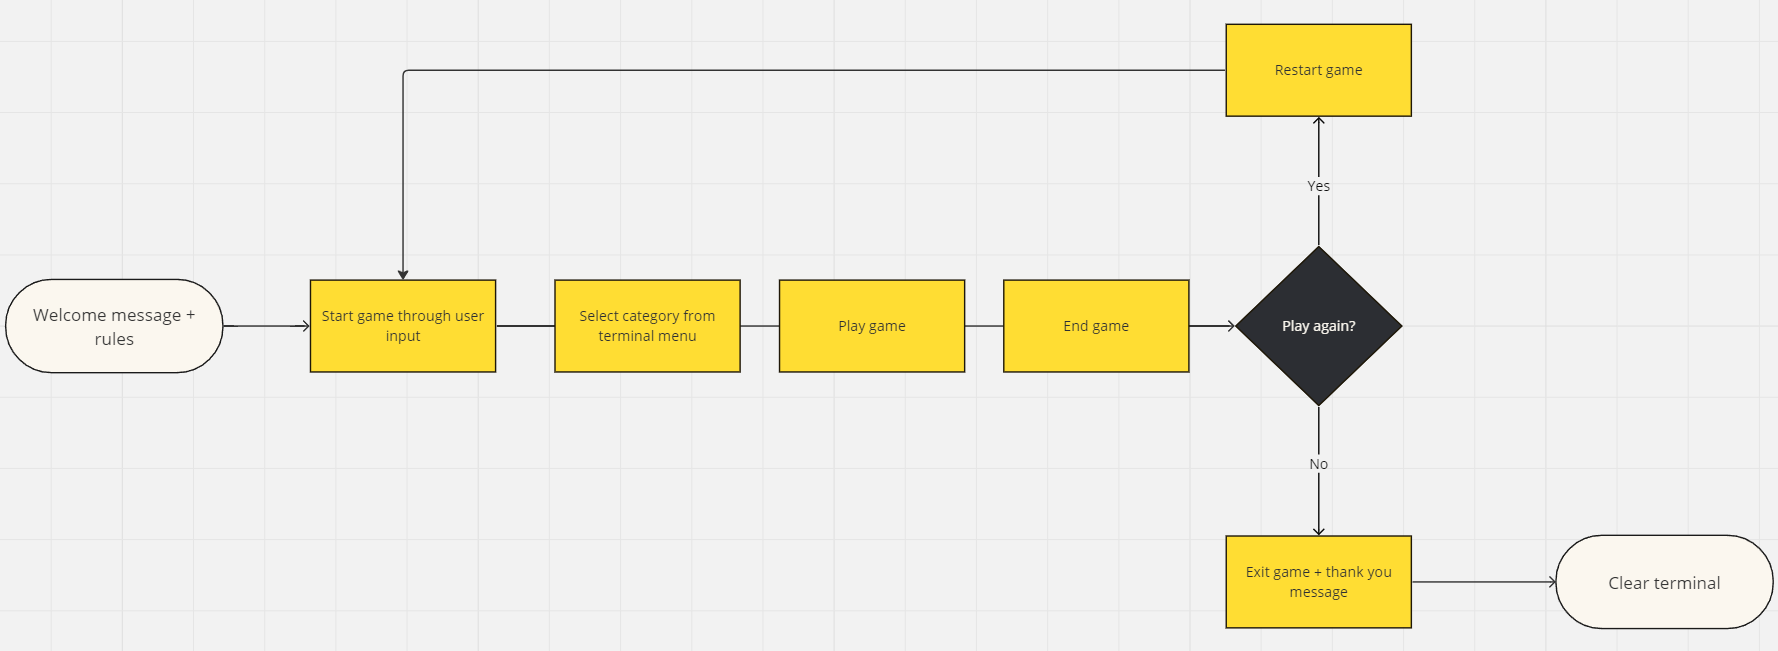 Restart game
Yes
Welcome message +
rules
Start game through user
input
Select category from
terminal menu
Play game
End game
Play again?
No
Exit game + thank you
message
Clear terminal